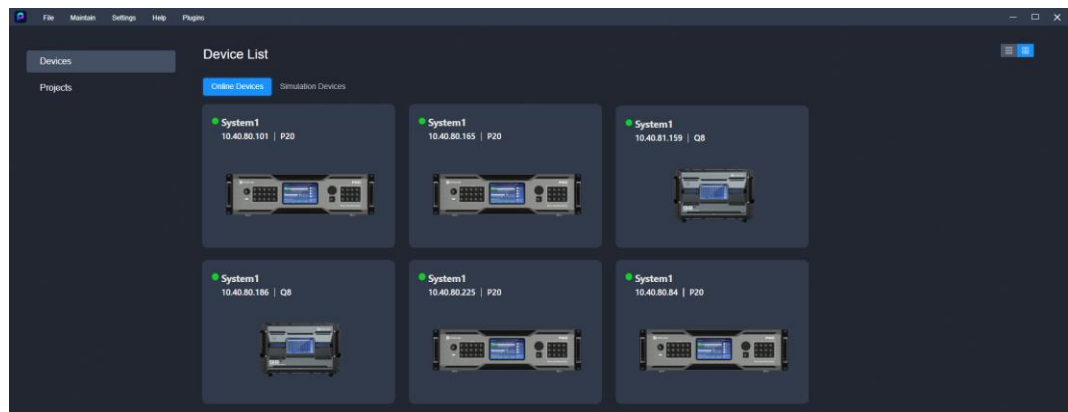 File Maintain Settings Help Plugins
Devices
Projects
Device List
Online Devices Simulation Devices
System1
10.40.80.101 | P20
System1
10.40.80.165 | P20
System1
10.40.81.159 | Q8
System1
10.40.80.186 | Q8
System1
10.40.80.225 | P20
System1
10.40.80.84 | P20